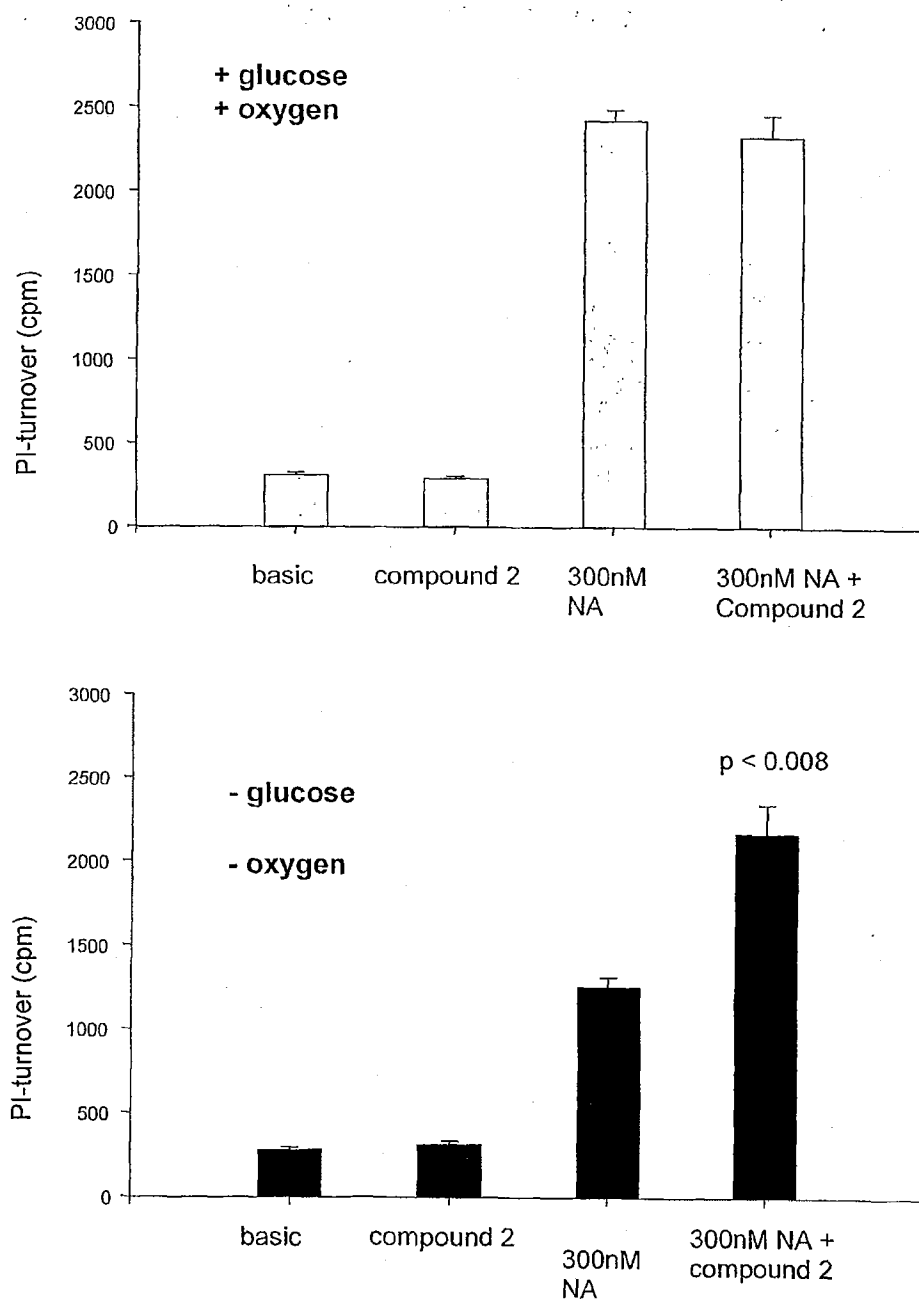 3000
+ glucose
+ oxygen
2500
2000
1500
1000
500
0
PI-turnover (cpm)
basic
compound 2
300nM
NA
300nM NA +
Compound 2
3000
2500
p < 0.008
- glucose
2000
- oxygen
1500
1000
500
0
PI-turnover (cpm)
basic
compound 2
300nM
NA
300nM NA +
compound 2